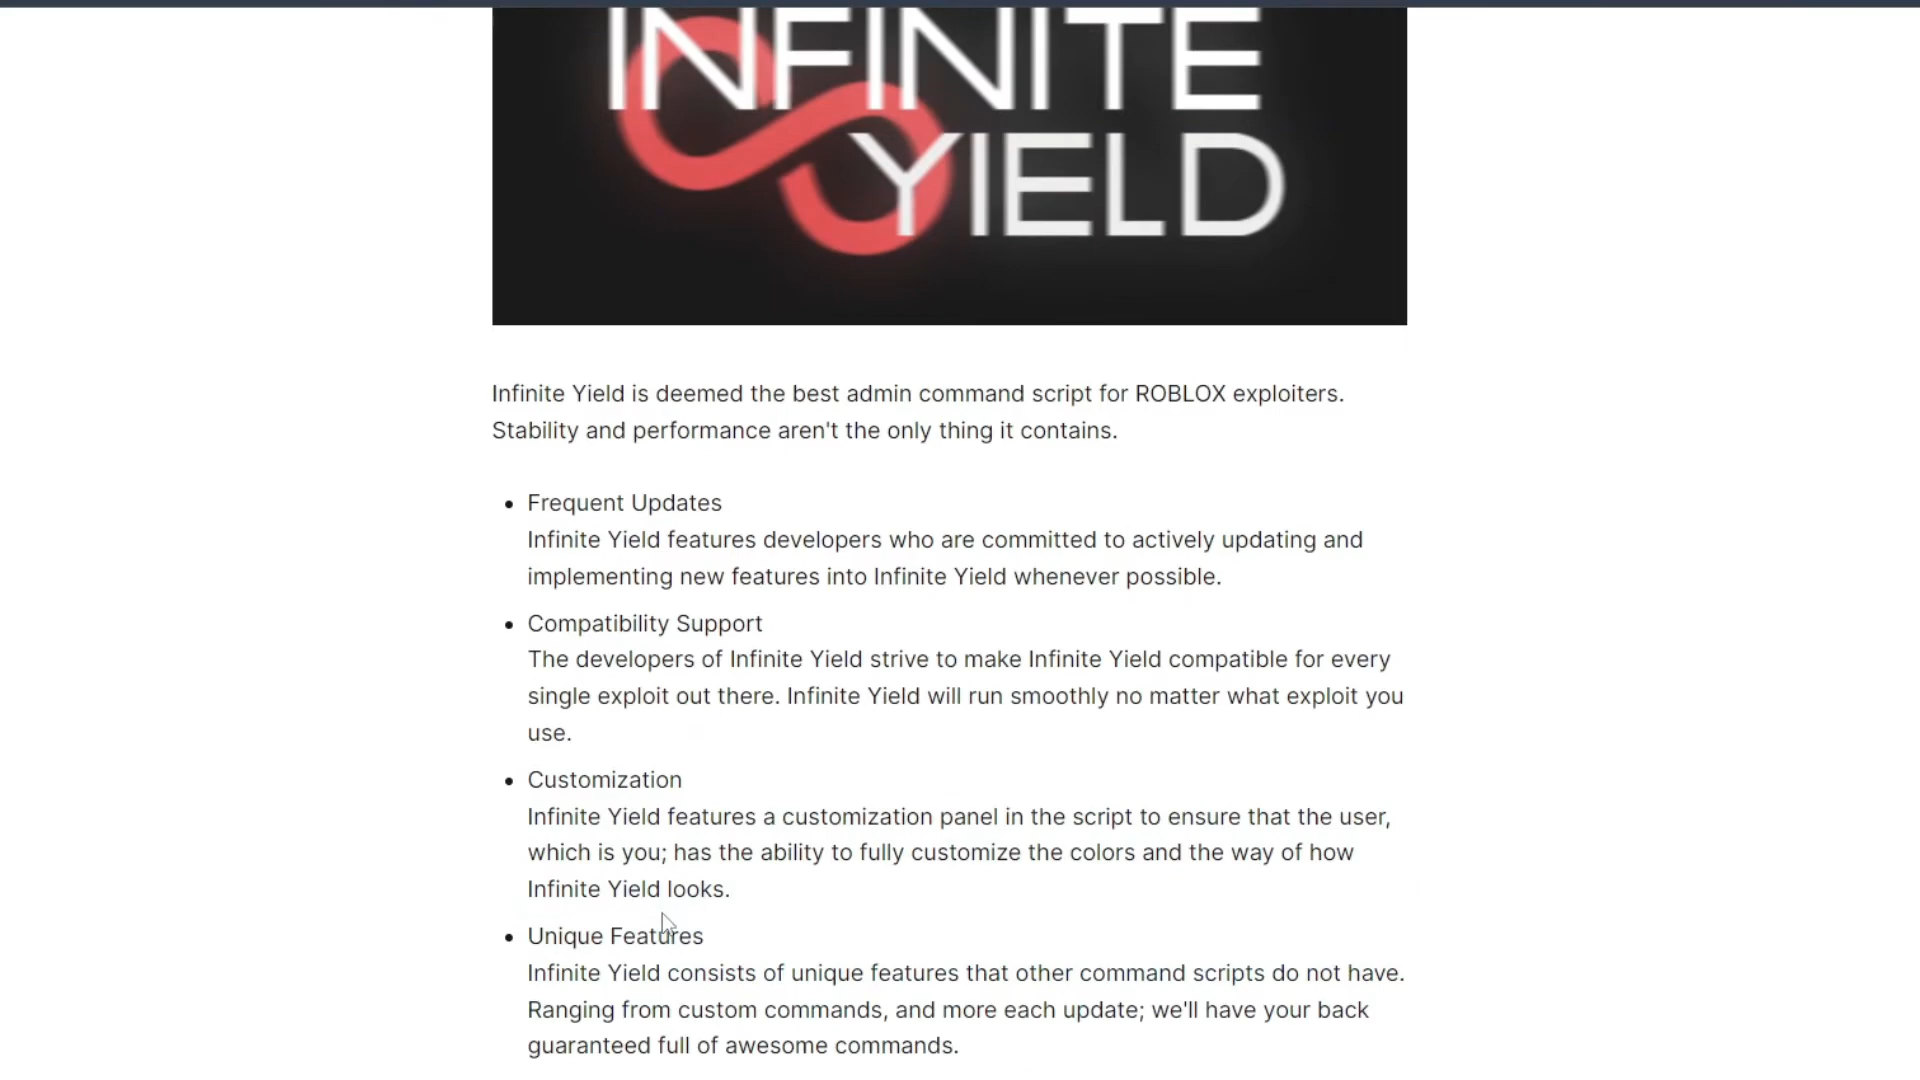 INFINITE
YIELD
Infinite Yield is deemed the best admin command script for ROBLOX exploiters.
Stability and performance aren't the only thing it contains.
Frequent Updates
Infinite Yield features developers who are committed to actively updating and
implementing new features into Infinite Yield whenever possible.
Compatibility Support
The developers of Infinite Yield strive to make Infinite Yield compatible for every
single exploit out there. Infinite Yield will run smoothly no matter what exploit you
use.
Customization
Infinite Yield features a customization panel in the script to ensure that the user,
which is you; has the ability to fully customize the colors and the way of how
Infinite Yield looks.
Unique Features
Infinite Yield consists of unique features that other command scripts do not have.
Ranging from custom commands, and more each update; we'll have your back
guaranteed full of awesome commands.